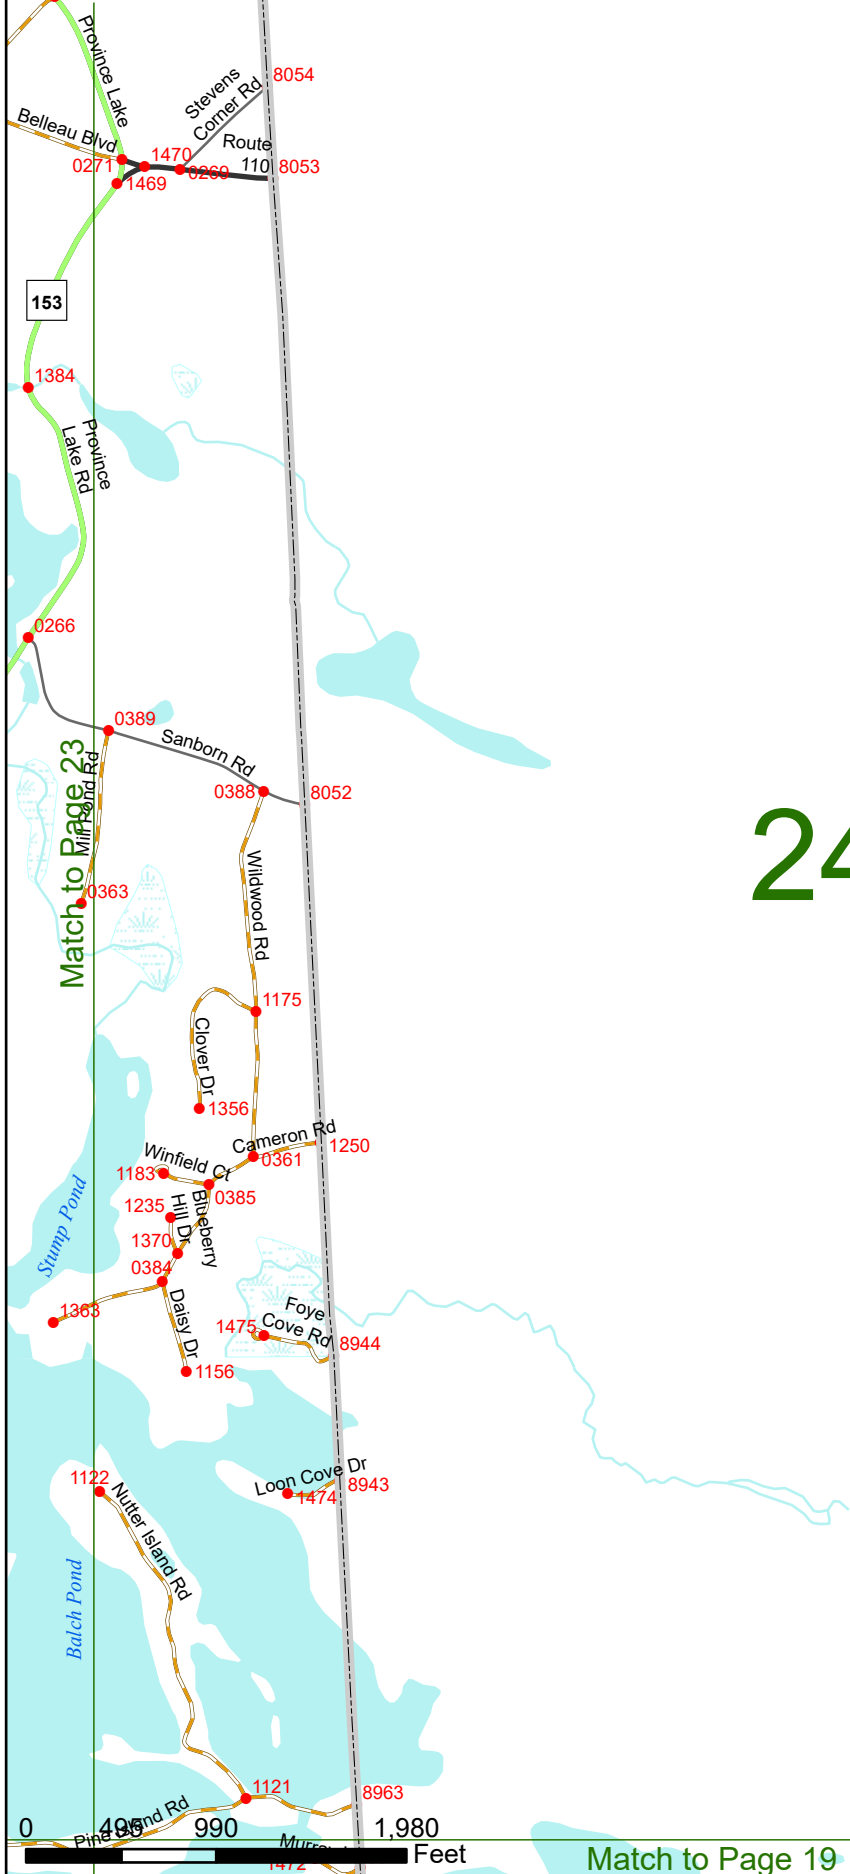 Province Lake
8054
Stevens
Corner Rd
Belleau Blvd
Route
110
1470
0271
0269
8053
1469
153
1384
Province
Lake Rd
0266
0389
Sanborn Rd
Mill Pond Rd
Match to Page 23
0388
8052
24
0363
Wildwood Rd
1175
Clover Dr
1356
Cameron Rd
1250
Winfield Ct
0361
1183
0385
1235
Hill Dr
Blueberry
Stump Pond
1370
0384
1363
Daisy Dr
Foye
Cove Rd
1475
8944
1156
1122
Loon Cove Dr
8943
1474
Nutter Island Rd
Balch Pond
1121
8963
Pine Island Rd
0 495 990 1,980
Feet
1472
Match to Page 19